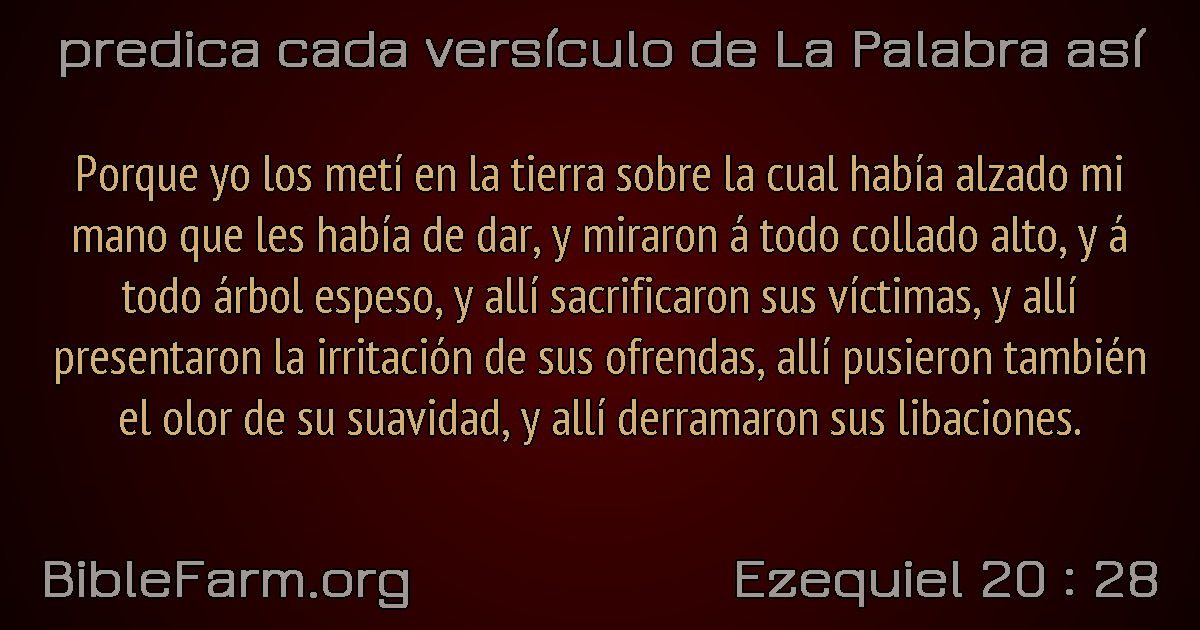 predica cada versículo de La Palabra así
Porque yo los metí en la tierra sobre la cual había alzado mi
mano que les había de dar, y miraron á todo collado alto, y á
todo árbol espeso, y allí sacrificaron sus víctimas, y allí
presentaron la irritación de sus ofrendas, allí pusieron también
el olor de su suavidad, y allí derramaron sus libaciones.
BibleFarm.org
Ezequiel 20 : 28